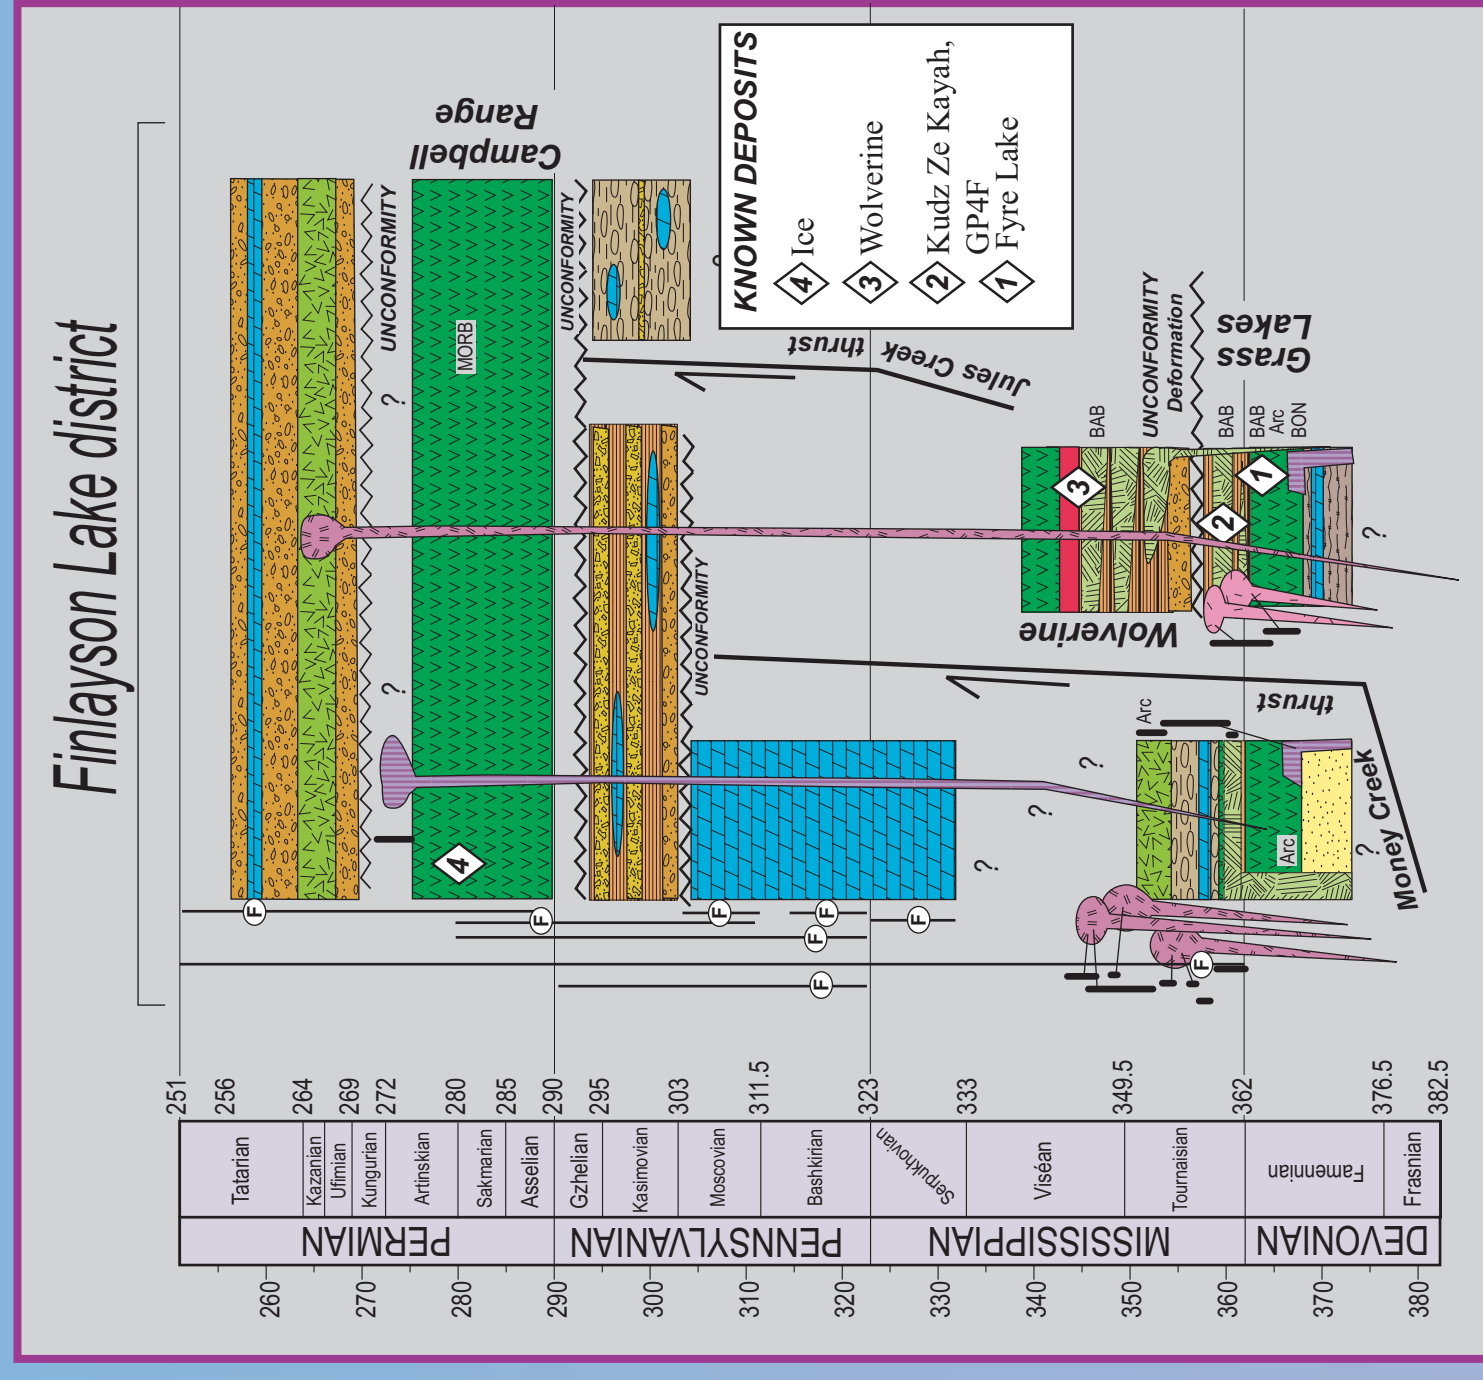 Finlayson Lake district
Campbell
Range
UNCONFORMITY
?
?
MORB
4
UNCONFORMITY
UNCONFORMITY
KNOWN DEPOSITS
4 Ice
3 Wolverine
2 Kudz Ze Kayah,
GP4F
1 Fyre Lake
Jules Creek thrust
Wolverine
3
BAB
UNCONFORMITY
Deformation
Grass
Lakes
BAB
2
1
BAB
Arc
BON
?
Money Creek thrust
Arc
?
?
?
Arc
?
F
F
F
F
F
F
F
F
251
256
264
269
272
280
285
290
295
303
311.5
323
333
349.5
362
376.5
382.5
Tatarian
Kazanian
Ufimian
Kungurian
Artinskian
Sakmarian
Asselian
Gzhelian
Kasimovian
Moscovian
Bashkirian
Serpukhovian
Viséan
Tournaisian
Famennian
Frasnian
PERMIAN
PENNSYLVANIAN
MISSISSIPPIAN
DEVONIAN
260
270
280
290
300
310
320
330
340
350
360
370
380